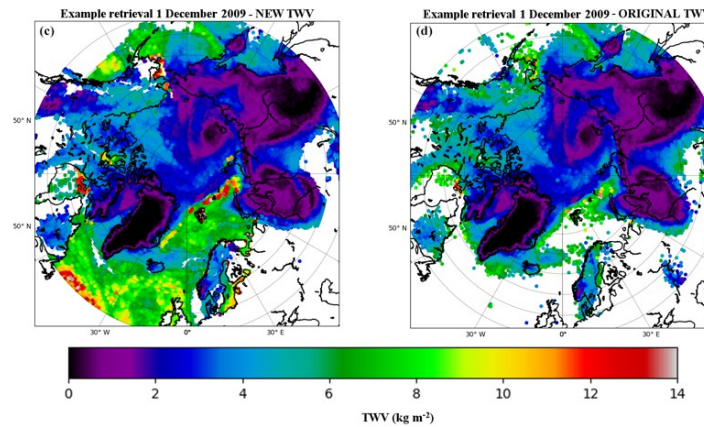 Example retrieval 1 December 2009 - NEW TWV
Example retrieval 1 December 2009 - ORIGINAL TWV
(c)
(d)
50° N
50° N
50° N
50° N
30° W
0°
30° E
30° W
0°
30° E
0
2
4
6
8
10
12
14
TWV (kg m⁻²)